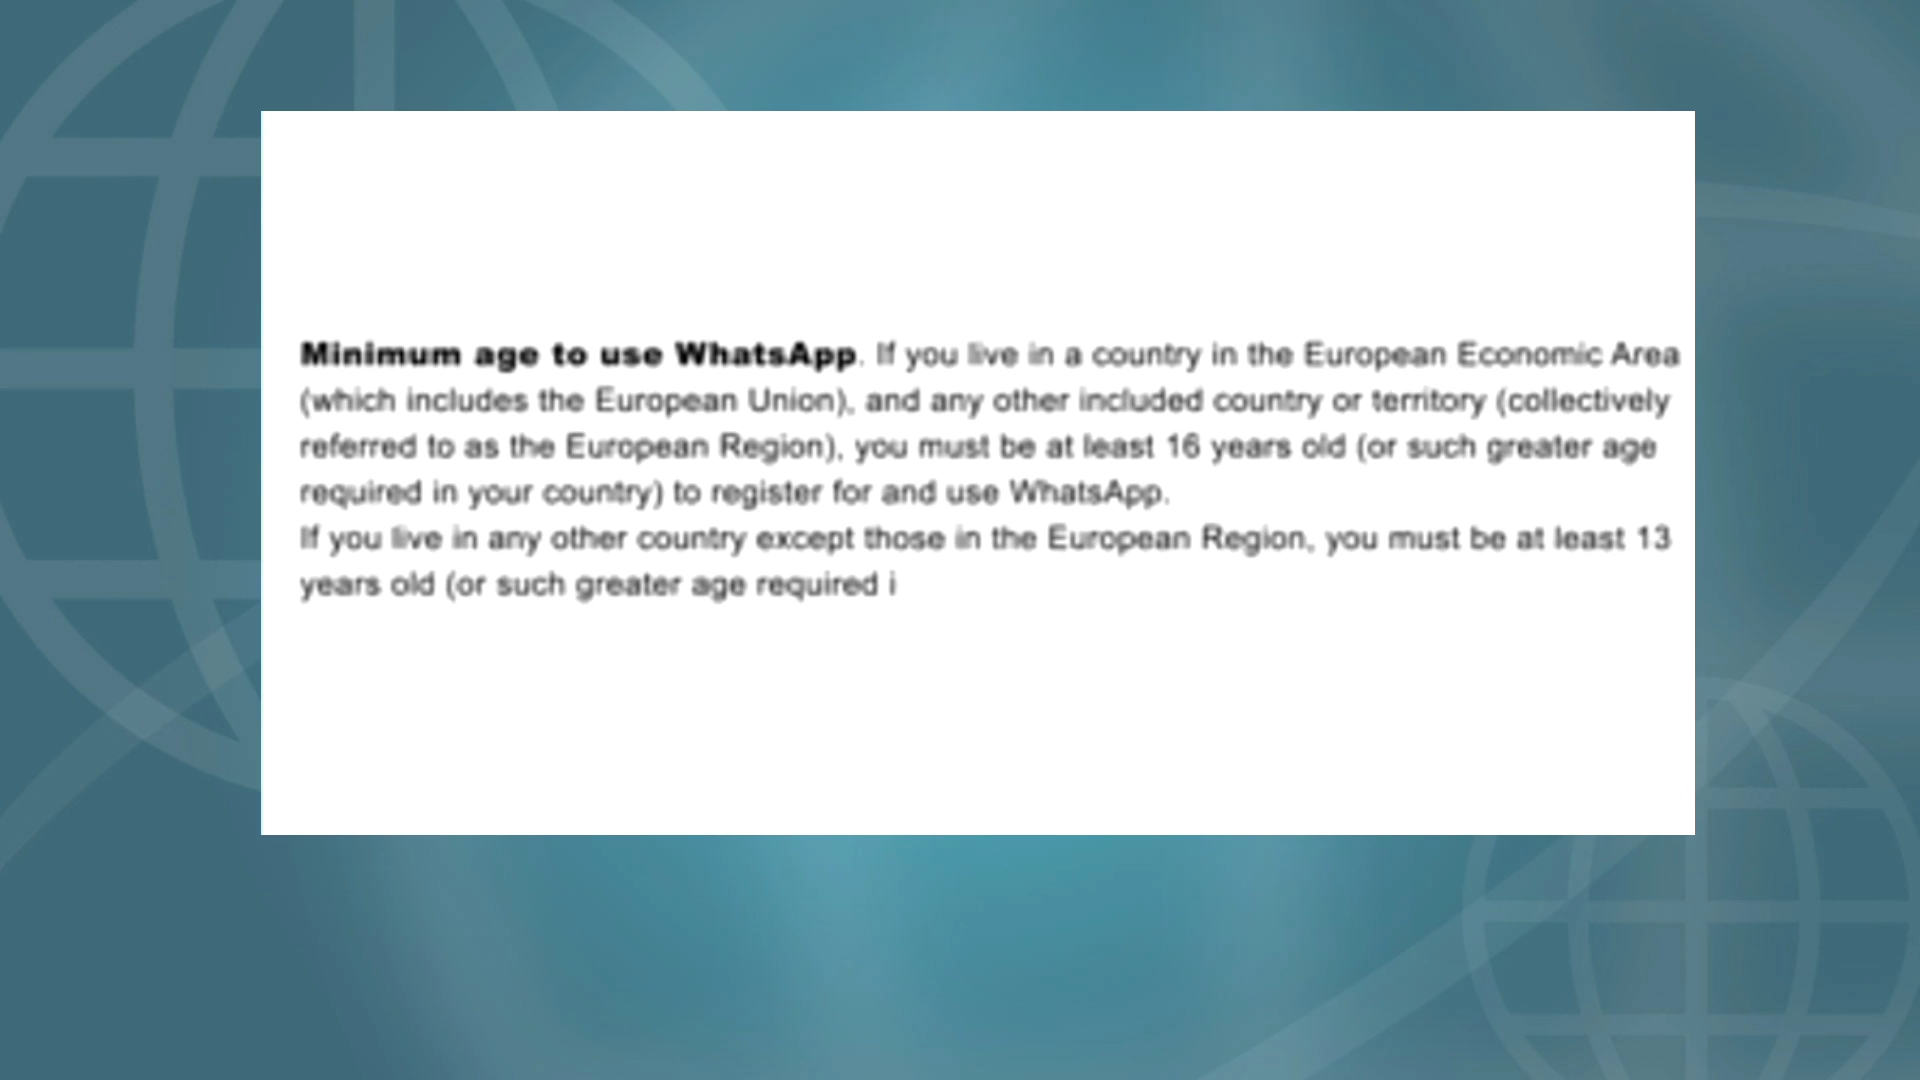 Minimum age to use WhatsApp. If you live in a country in the European Economic Area
(which includes the European Union), and any other included country or territory (collectively
referred to as the European Region), you must be at least 16 years old (or such greater age
required in your country) to register for and use WhatsApp.
If you live in any other country except those in the European Region, you must be at least 13
years old (or such greater age required i